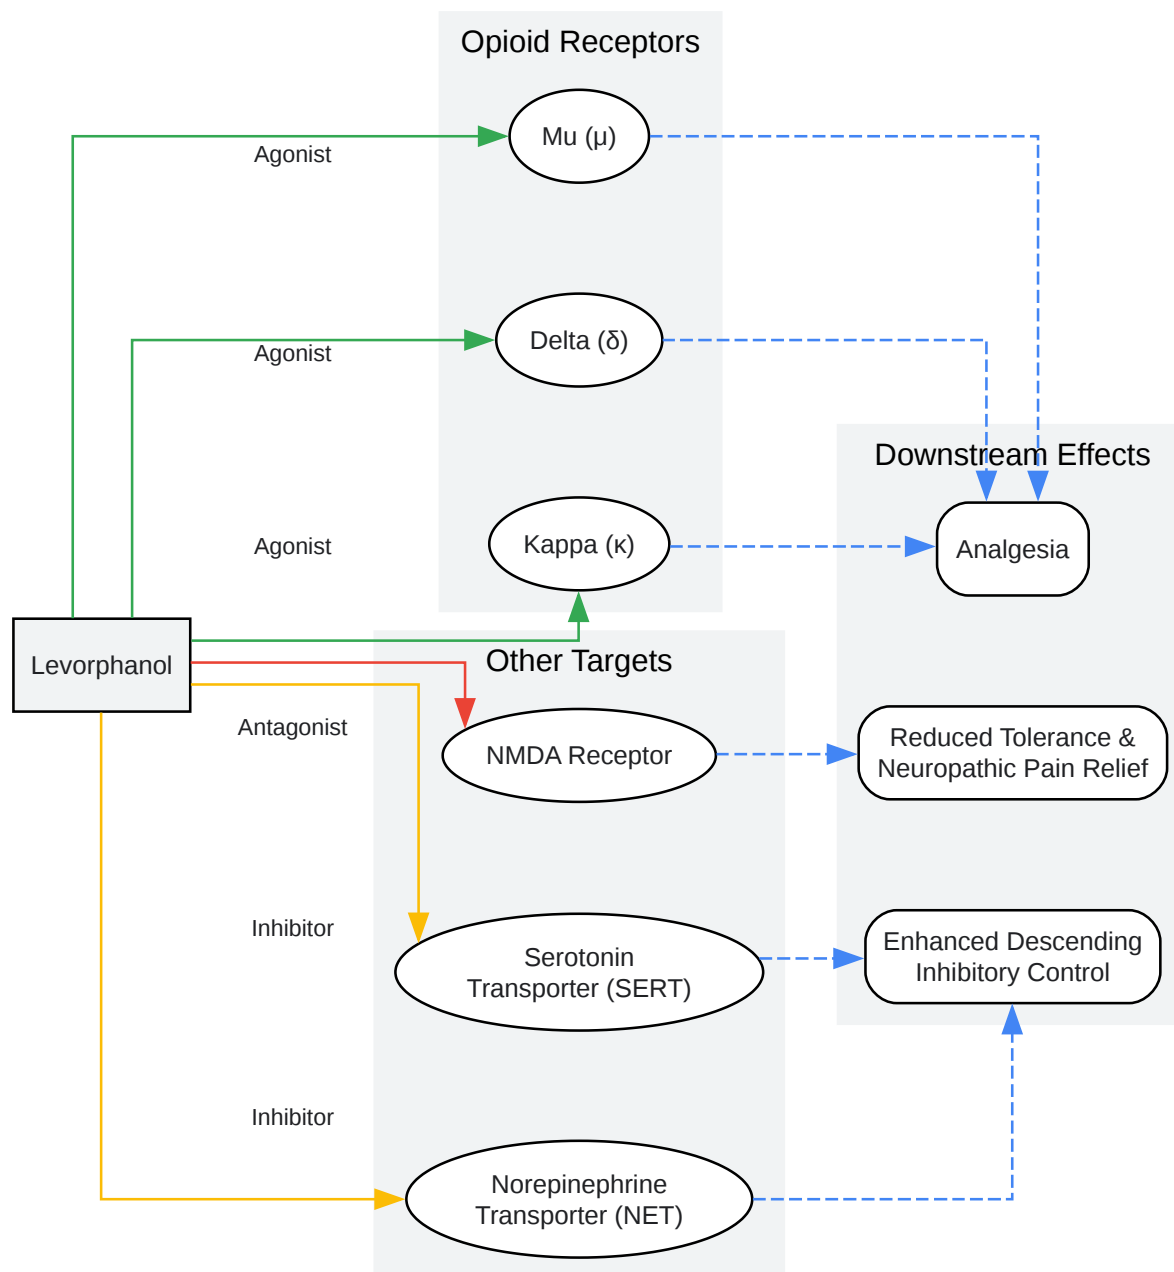 Opioid Receptors
Mu (μ)
Agonist
Delta (δ)
Agonist
Downstream Effects
Kappa (κ)
Agonist
Analgesia
Levorphanol
Other Targets
Antagonist
NMDA Receptor
Reduced Tolerance &
Neuropathic Pain Relief
Inhibitor
Serotonin
Transporter (SERT)
Enhanced Descending
Inhibitory Control
Inhibitor
Norepinephrine
Transporter (NET)